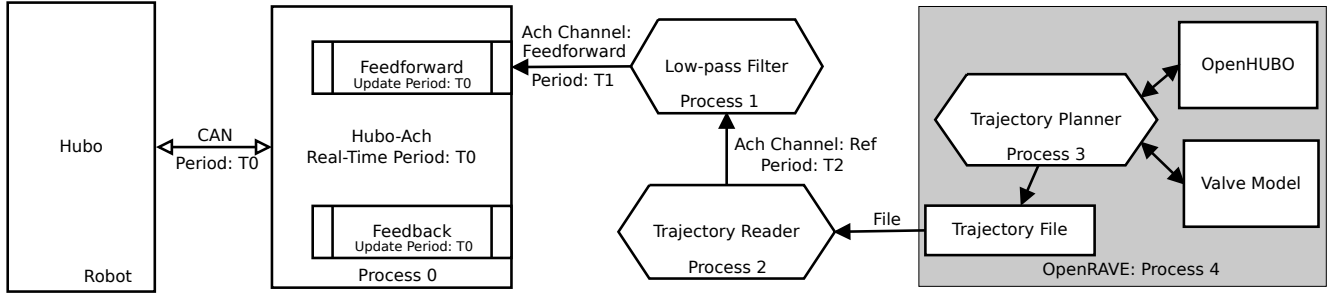 Hubo
Robot
CAN
Period: T0
Feedforward
Update Period: T0
Hubo-Ach
Real-Time Period: T0
Feedback
Update Period: T0
Process 0
Ach Channel:
Feedforward
Period: T1
Low-pass Filter
Process 1
Ach Channel: Ref
Period: T2
Trajectory Reader
Process 2
File
Trajectory Planner
Process 3
OpenHUBO
Valve Model
Trajectory File
OpenRAVE: Process 4